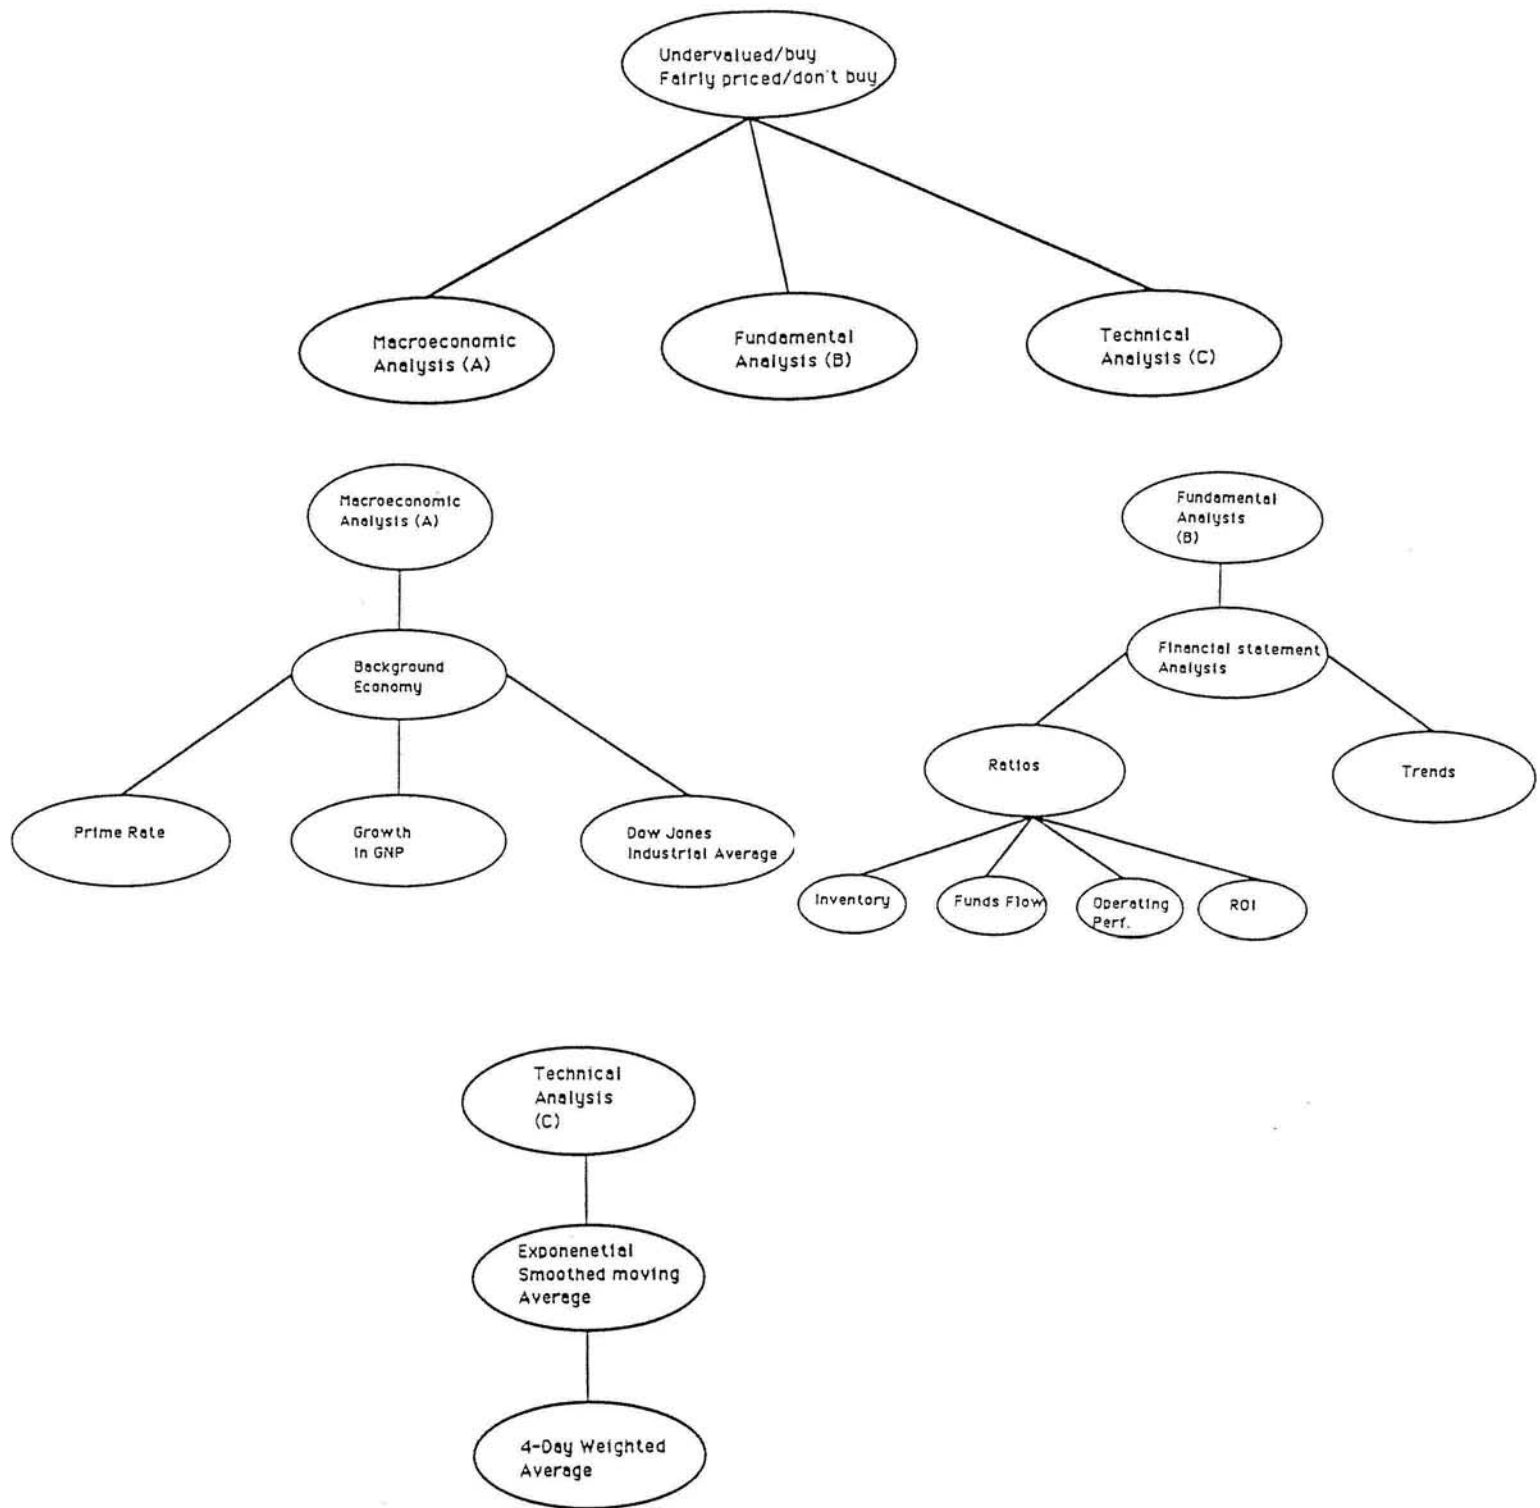 Undervalued/buy
Fairly priced/don't buy
Macroeconomic
Analysis (A)
Fundamental
Analysis (B)
Technical
Analysis (C)
Macroeconomic
Analysis (A)
Background
Economy
Prime Rate
Growth
in GNP
Dow Jones
Industrial Average
Fundamental
Analysis
(B)
Financial statement
Analysis
Ratios
Trends
Inventory
Funds Flow
Operating
Perf.
ROI
Technical
Analysis
(C)
Exponenetial
Smoothed moving
Average
4-Day Weighted
Average